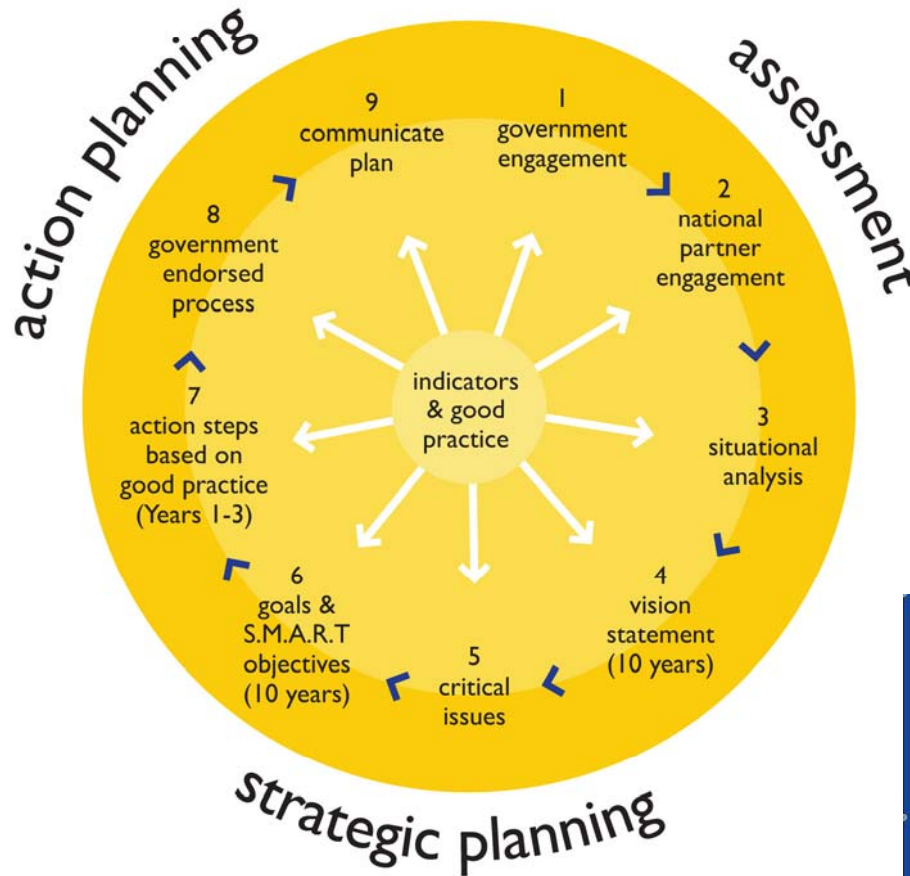 assessment
1
government
engagement
2
national
partner
engagement
3
situational
analysis
strategic planning
4
vision
statement
(10 years)
5
critical
issues
6
goals &
S.M.A.R.T
objectives
(10 years)
action planning
7
action steps
based on
good practice
(Years 1-3)
8
government
endorsed
process
9
communicate
plan
indicators
& good
practice